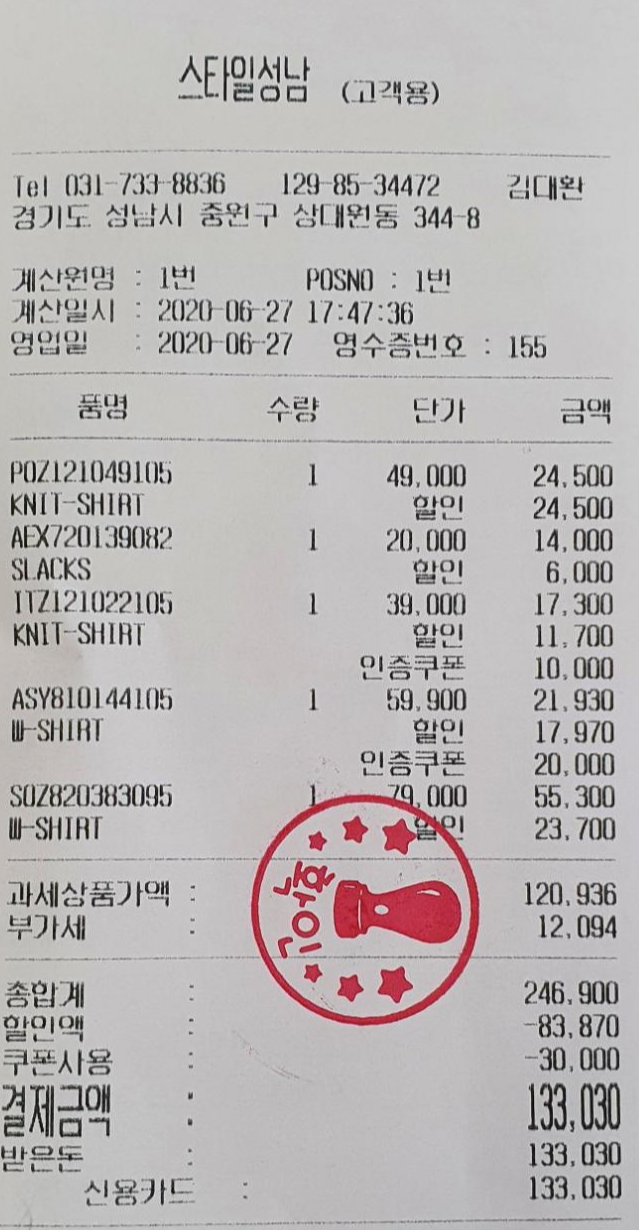 스타일성남 (고객용)
Tel 031-733-8836 129-85-34472 김대환
경기도 성남시 중원구 상대원동 344-8
계산원명 : 1번 POSNO : 1번
계산일시 : 2020-06-27 17:47:36
영업일 : 2020-06-27 영수증번호 : 155
품명 수량 단가 금액
POZ121049105 1 49,000 24,500
KNIT-SHIRT 할인 24,500
AEX720139082 1 20,000 14,000
SLACKS 할인 6,000
ITZ121022105 1 39,000 17,300
KNIT-SHIRT 할인 11,700
인증쿠폰 10,000
ASY810144105 1 59,900 21,930
W-SHIRT 할인 17,970
인증쿠폰 20,000
SOZ820383095 1 79,000 55,300
W-SHIRT 할인 23,700
과세상품가액 : 120,936
부가세 : 12,094
총합계 : 246,900
할인액 : -83,870
쿠폰사용 : -30,000
결제금액 : 133,030
받은돈 : 133,030
신용카드 : 133,030